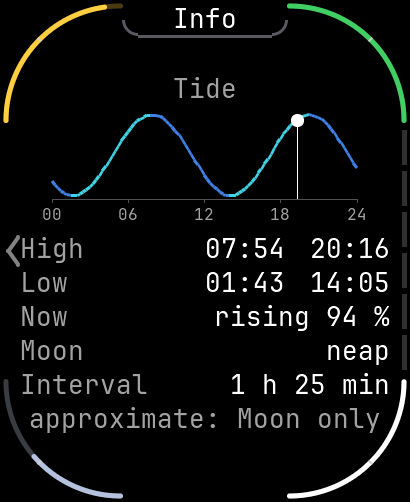 Info
Tide
00 06 12 18 24
High 07:54 20:16
Low 01:43 14:05
Now rising 94 %
Moon neap
Interval 1 h 25 min
approximate: Moon only